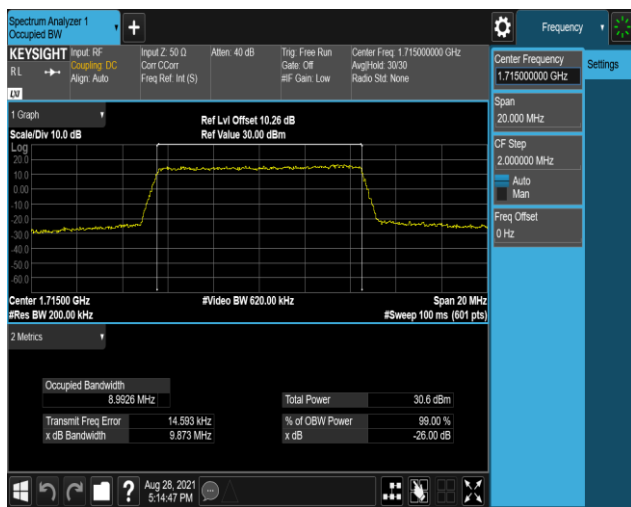 Spectrum Analyzer 1
Occupied BW
+
Frequency
KEYSIGHT
RL
LXI
Input: RF
Coupling: DC
Align: Auto
Input Z: 50 Ω
Corr CCorr
Freq Ref: Int (S)
Atten: 40 dB
Trig: Free Run
Gate: Off
#IF Gain: Low
Center Freq: 1.715000000 GHz
Avg|Hold: 30/30
Radio Std: None
Center Frequency
1.715000000 GHz
Settings
Span
20.000 MHz
CF Step
2.000000 MHz
Auto
Man
Freq Offset
0 Hz
1 Graph
Scale/Div 10.0 dB
Ref Lvl Offset 10.26 dB
Ref Value 30.00 dBm
Log
20.0
10.0
0.00
-10.0
-20.0
-30.0
-40.0
-50.0
-60.0
Center 1.71500 GHz
#Res BW 200.00 kHz
#Video BW 620.00 kHz
Span 20 MHz
#Sweep 100 ms (601 pts)
2 Metrics
Occupied Bandwidth
8.9926 MHz
Total Power 30.6 dBm
Transmit Freq Error 14.593 kHz
% of OBW Power 99.00 %
x dB Bandwidth 9.873 MHz
x dB -26.00 dB
?
Aug 28, 2021
5:14:47 PM